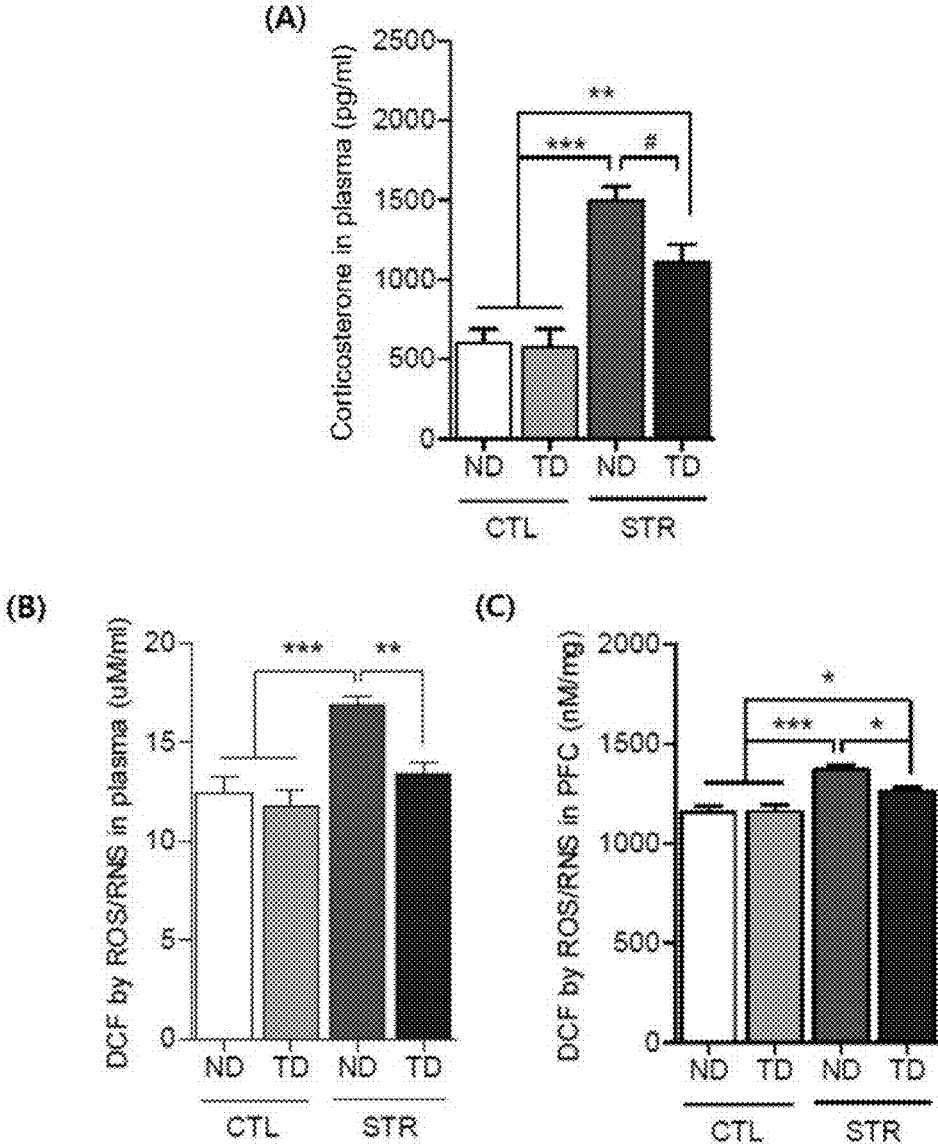 (A)
Corticosterone in plasma (pg/ml)
2500
2000
1500
1000
500
0
**
***
#
ND TD ND TD
CTL STR
(B)
DCF by ROS/RNS in plasma (uM/ml)
20
15
10
5
0
***
**
ND TD ND TD
CTL STR
(C)
DCF by ROS/RNS in PFC (nM/mg)
2000
1500
1000
500
0
*
***
*
ND TD ND TD
CTL STR